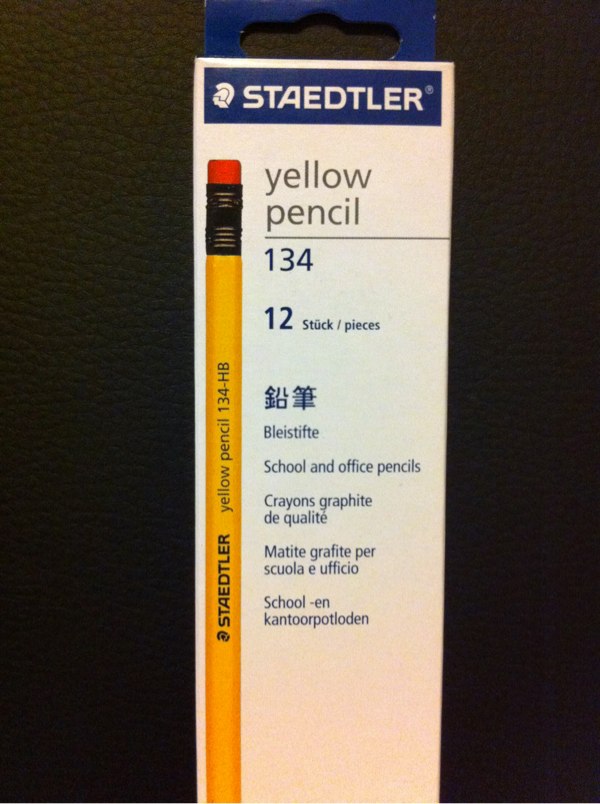 STAEDTLER®
yellow
pencil
134
12 Stück / pieces
鉛筆
Bleistifte
School and office pencils
Crayons graphite
de qualité
Matite grafite per
scuola e ufficio
School -en
kantoorpotloden
STAEDTLER yellow pencil 134-HB